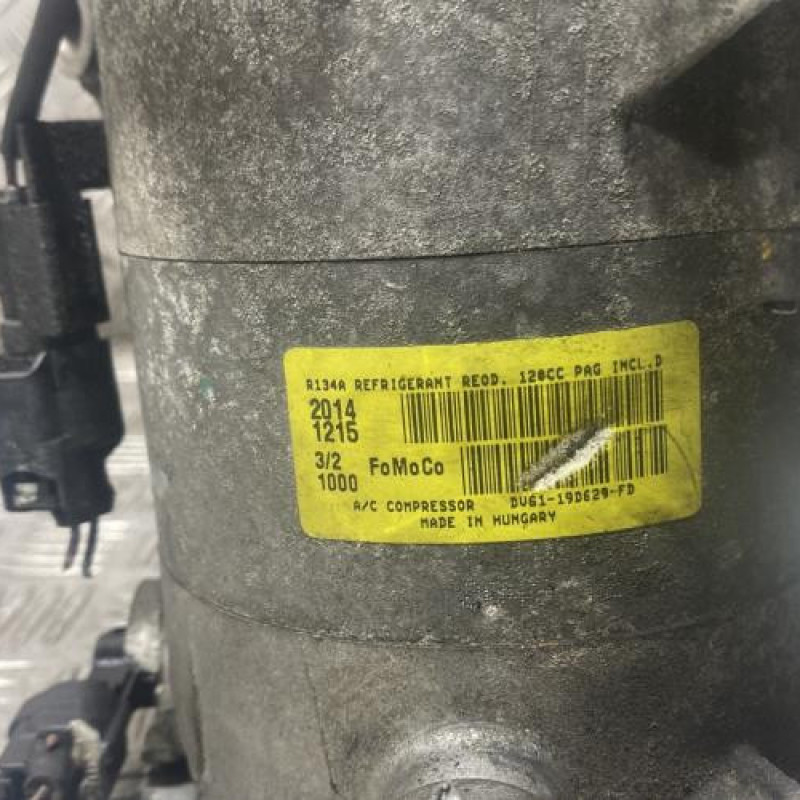 R134A REFRIGERANT REQD. 120CC PAG INCL.D
2014
1215
3/2
1000
FoMoCo
A/C COMPRESSOR DV61-19D629-FD
MADE IN HUNGARY